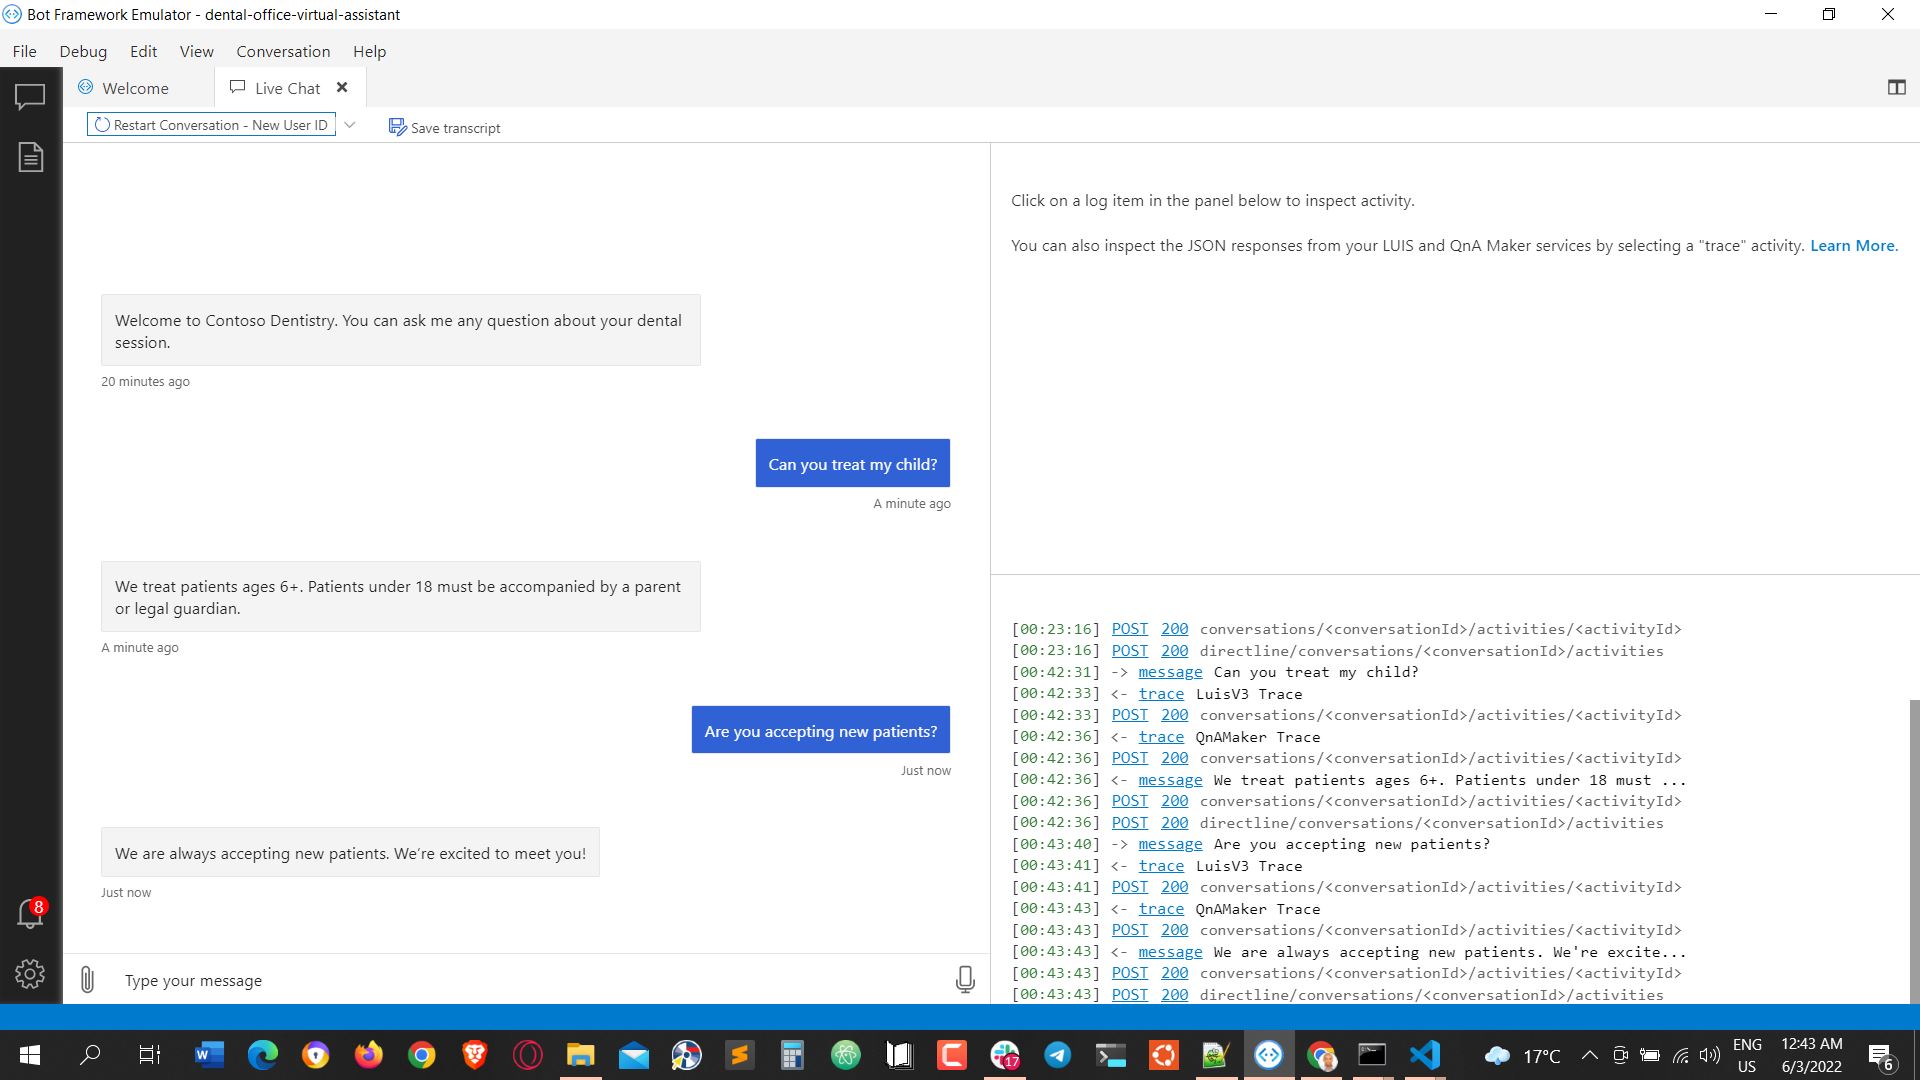 Bot Framework Emulator - dental-office-virtual-assistant
File Debug Edit View Conversation Help
Welcome
Live Chat
Restart Conversation - New User ID
Save transcript
Welcome to Contoso Dentistry. You can ask me any question about your dental
session.
20 minutes ago
Can you treat my child?
A minute ago
We treat patients ages 6+. Patients under 18 must be accompanied by a parent
or legal guardian.
A minute ago
Are you accepting new patients?
Just now
We are always accepting new patients. We're excited to meet you!
Just now
Type your message
Click on a log item in the panel below to inspect activity.
You can also inspect the JSON responses from your LUIS and QnA Maker services by selecting a "trace" activity. Learn More.
[00:23:16] POST 200 conversations/<conversationId>/activities/<activityId>
[00:23:16] POST 200 directline/conversations/<conversationId>/activities
[00:42:31] -> message Can you treat my child?
[00:42:33] <- trace LuisV3 Trace
[00:42:33] POST 200 conversations/<conversationId>/activities/<activityId>
[00:42:36] <- trace QnAMaker Trace
[00:42:36] POST 200 conversations/<conversationId>/activities/<activityId>
[00:42:36] <- message We treat patients ages 6+. Patients under 18 must ...
[00:42:36] POST 200 conversations/<conversationId>/activities/<activityId>
[00:42:36] POST 200 directline/conversations/<conversationId>/activities
[00:43:40] -> message Are you accepting new patients?
[00:43:41] <- trace LuisV3 Trace
[00:43:41] POST 200 conversations/<conversationId>/activities/<activityId>
[00:43:43] <- trace QnAMaker Trace
[00:43:43] POST 200 conversations/<conversationId>/activities/<activityId>
[00:43:43] <- message We are always accepting new patients. We're excite...
[00:43:43] POST 200 conversations/<conversationId>/activities/<activityId>
[00:43:43] POST 200 directline/conversations/<conversationId>/activities
8
W
17
17°C
ENG
US
12:43 AM
6/3/2022
6